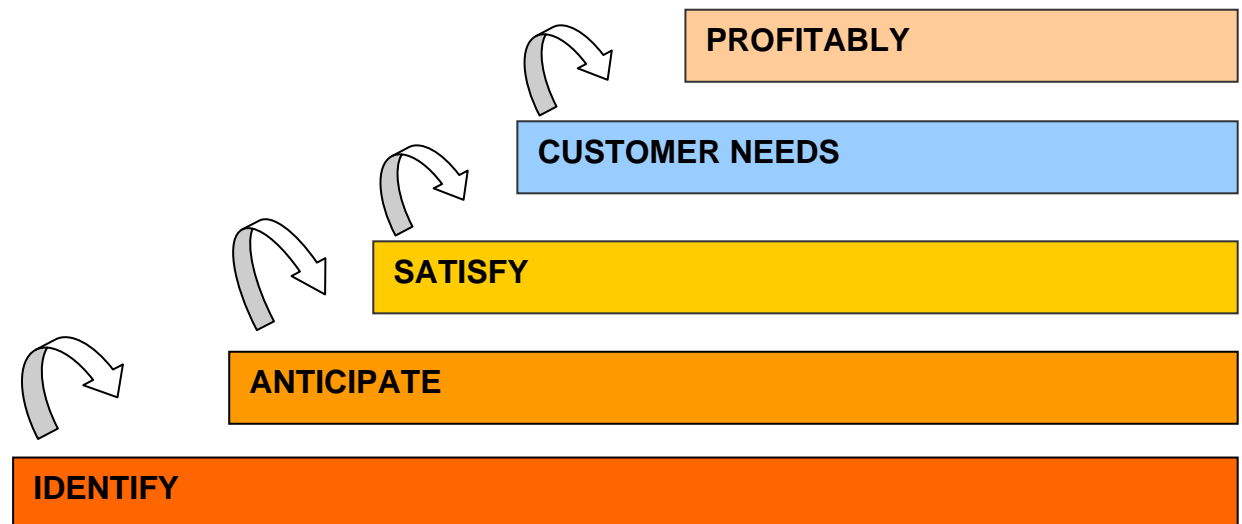 PROFITABLY
CUSTOMER NEEDS
SATISFY
ANTICIPATE
IDENTIFY